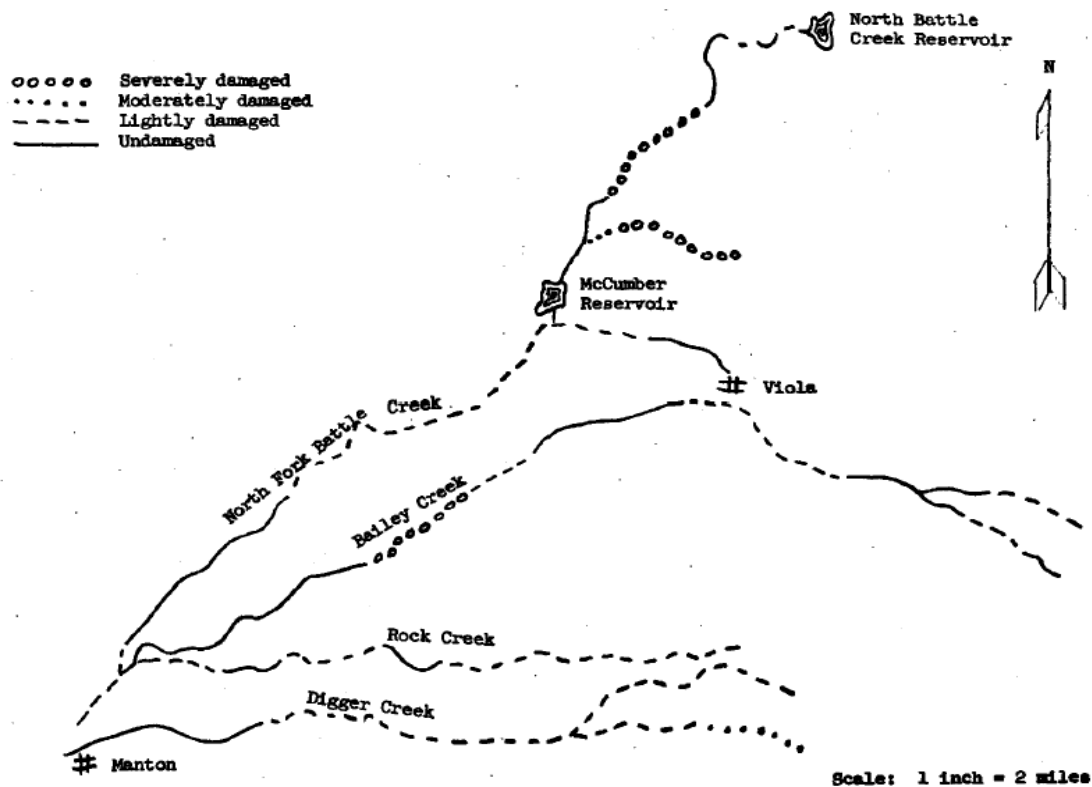 North Battle
Creek Reservoir
N
Severely damaged
Moderately damaged
Lightly damaged
Undamaged
McCumber
Reservoir
Viola
North Fork Battle Creek
Bailey Creek
Rock Creek
Digger Creek
Manton
Scale: 1 inch = 2 miles